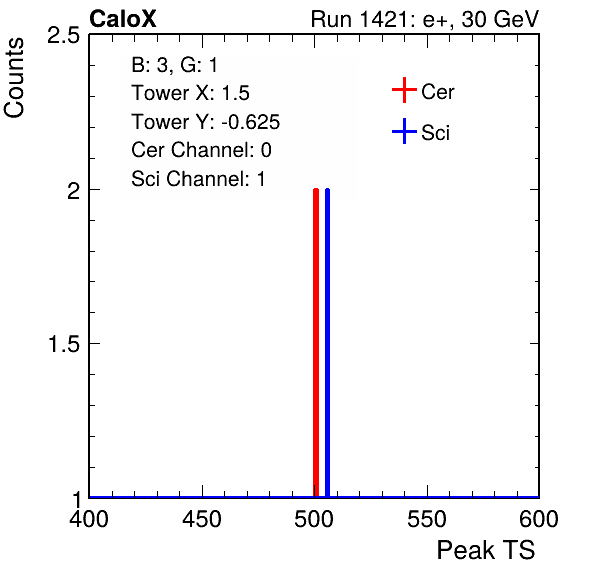 CaloX Run 1421: e+, 30 GeV
Counts
2.5
2
1.5
1
B: 3, G: 1
Tower X: 1.5
Tower Y: -0.625
Cer Channel: 0
Sci Channel: 1
Cer
Sci
400 450 500 550 600
Peak TS